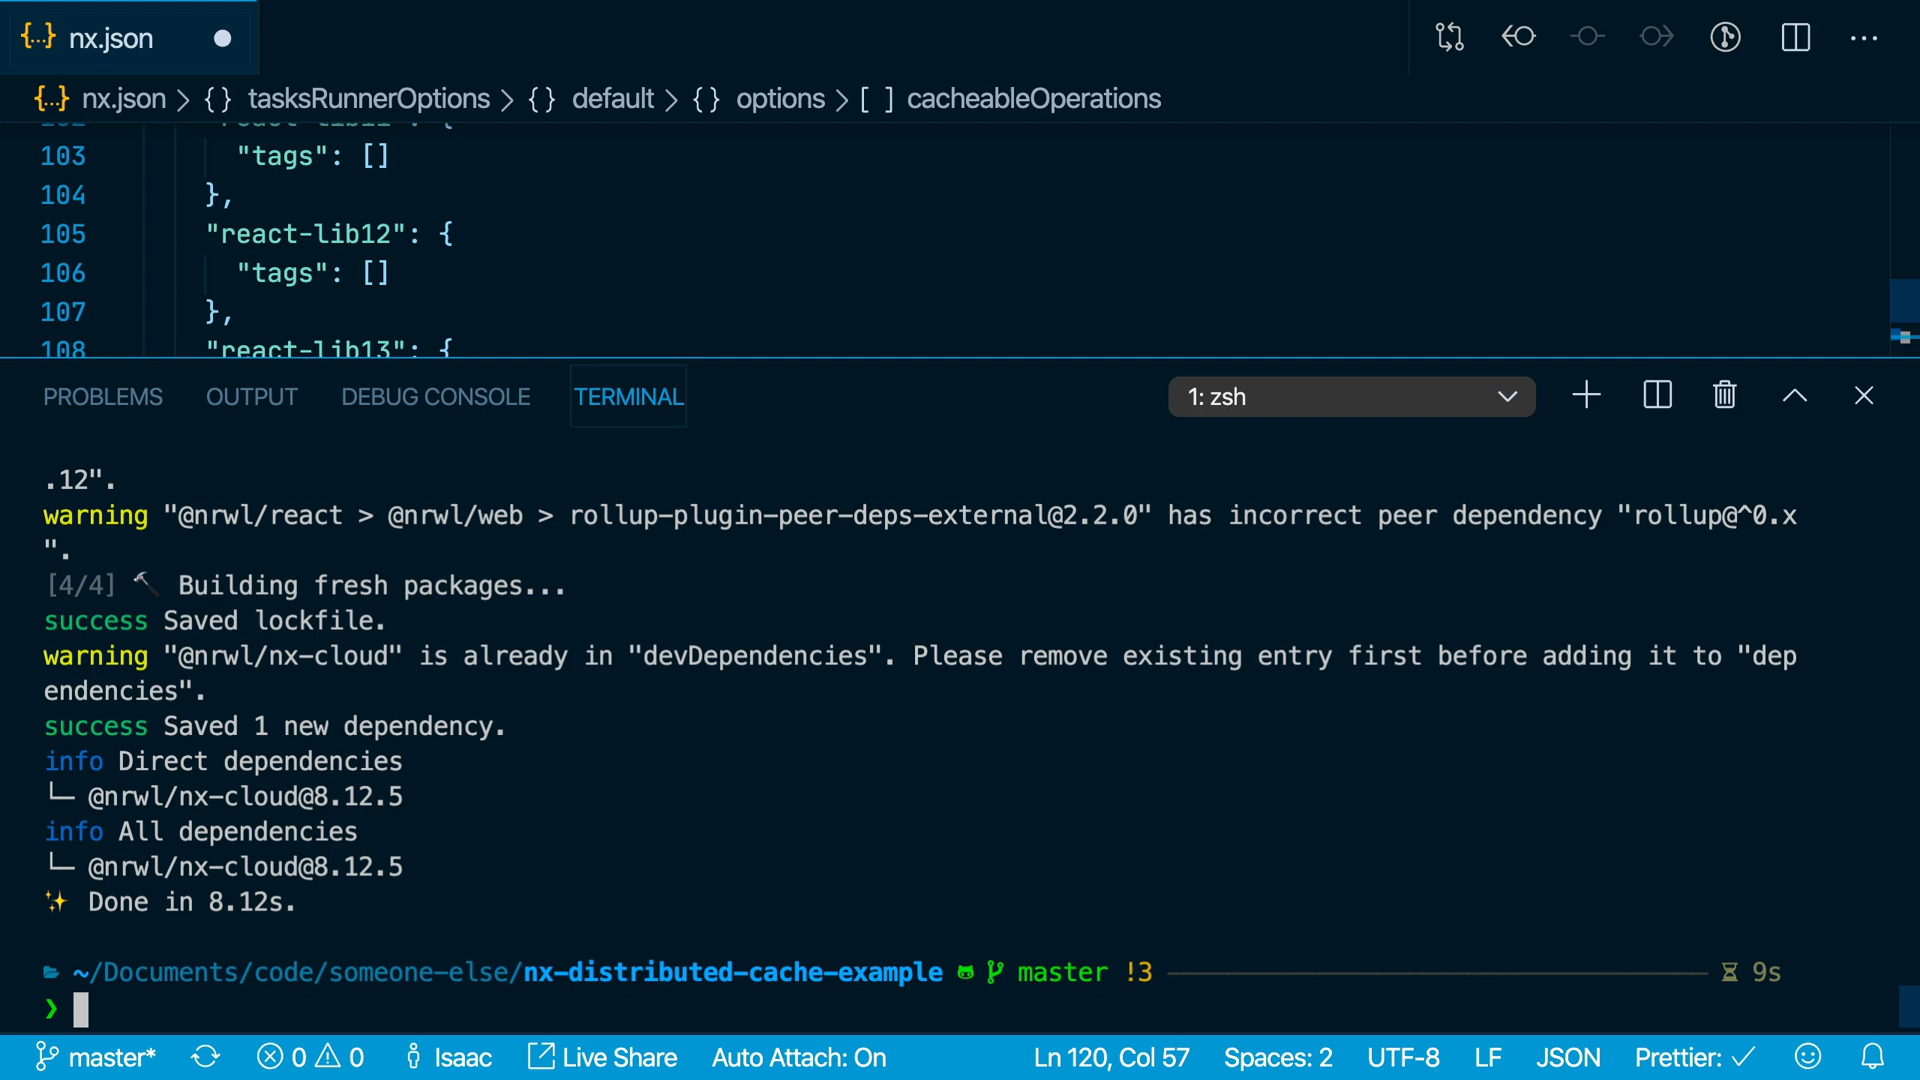 {..} nx.json
{..} nx.json > {} tasksRunnerOptions > {} default > {} options > [ ] cacheableOperations
102 "react-lib11": {
103 "tags": []
104 },
105 "react-lib12": {
106 "tags": []
107 },
108 "react-lib13": {
PROBLEMS OUTPUT DEBUG CONSOLE TERMINAL 1: zsh
.12".
warning "@nrwl/react > @nrwl/web > rollup-plugin-peer-deps-external@2.2.0" has incorrect peer dependency "rollup@^0.x
".
[4/4] 🔨 Building fresh packages...
success Saved lockfile.
warning "@nrwl/nx-cloud" is already in "devDependencies". Please remove existing entry first before adding it to "dep
endencies".
success Saved 1 new dependency.
info Direct dependencies
└─ @nrwl/nx-cloud@8.12.5
info All dependencies
└─ @nrwl/nx-cloud@8.12.5
✨ Done in 8.12s.
~/Documents/code/someone-else/nx-distributed-cache-example master !3 9s
❯
master* 0 0 Isaac Live Share Auto Attach: On Ln 120, Col 57 Spaces: 2 UTF-8 LF JSON Prettier: ✓